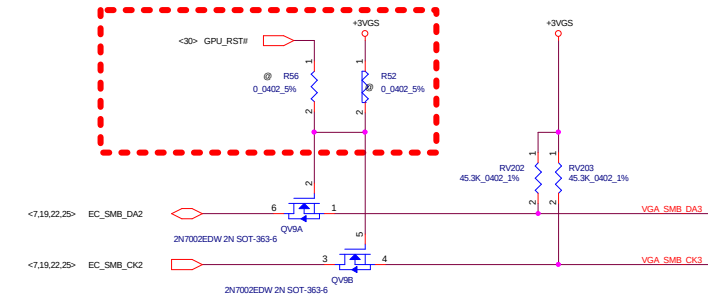 +3VGS
+3VGS
<30> GPU_RST#
1
1
@ R56
R52
0_0402_5%
@ 0_0402_5%
2
2
1
1
RV202
RV203
45.3K_0402_1%
45.3K_0402_1%
2
2
2
<7,19,22,25> EC_SMB_DA2
6
1
VGA_SMB_DA3
QV9A
5
2N7002EDW 2N SOT-363-6
<7,19,22,25> EC_SMB_CK2
3
4
VGA_SMB_CK3
QV9B
2N7002EDW 2N SOT-363-6